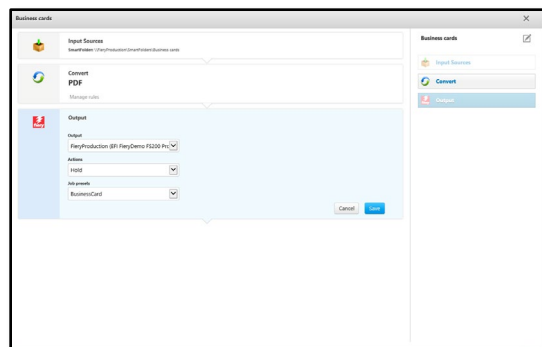 Business cards
Input Sources
SmartFolder: \\FieryProduction\SmartFolders\Business cards
Convert
PDF
Manage rules
Output
Output
FieryProduction (EFI FieryDemo FS200 Pro
Actions
Hold
Job presets
BusinessCard
Cancel
Save
Business cards
Input Sources
Convert
Output